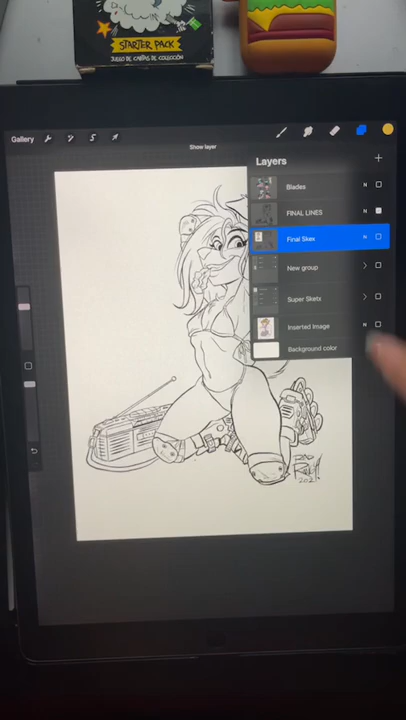 STARTER PACK
JUEGO DE CARTAS DE COLECCIÓN
Gallery
Show layer
Layers
Blades
N
FINAL LINES
N
Final Skex
N
New group
Super Sketx
Inserted Image
N
Background color
2021